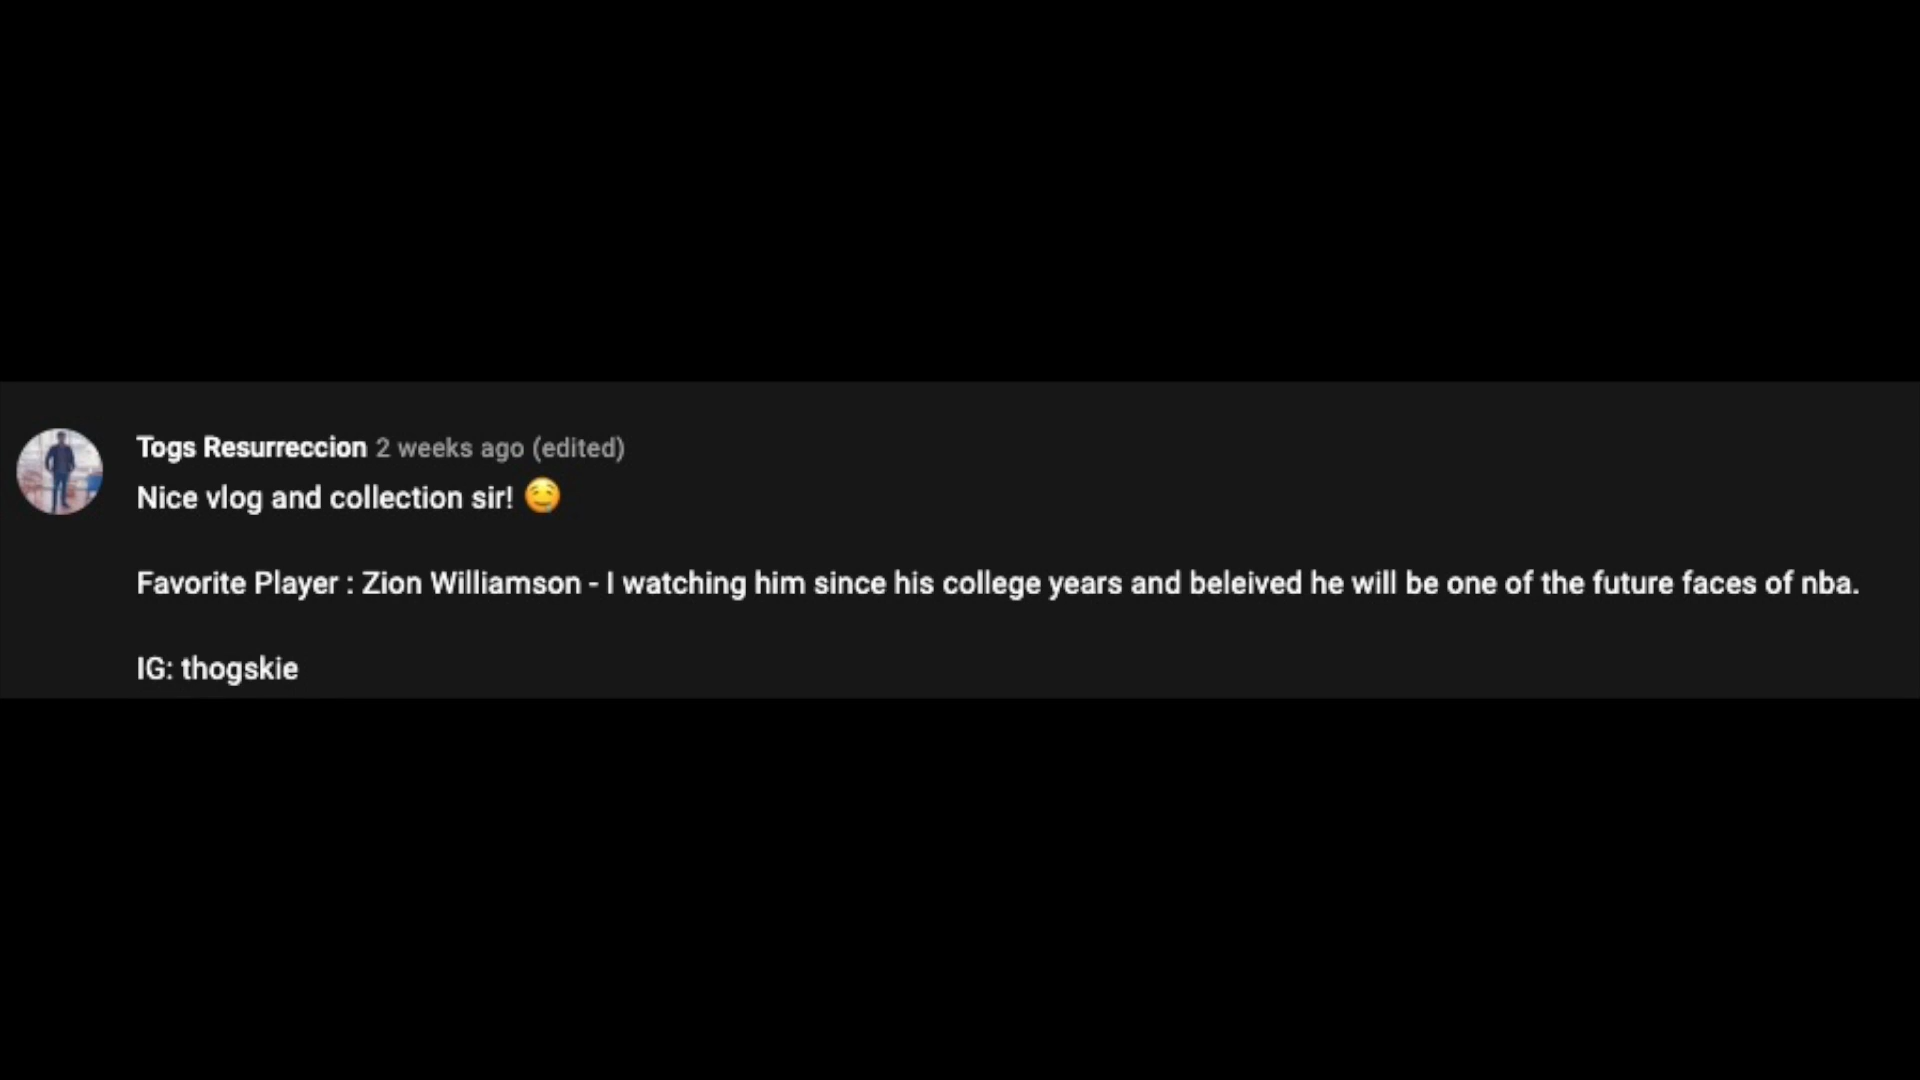 Togs Resurreccion 2 weeks ago (edited)
Nice vlog and collection sir! 🤤
Favorite Player : Zion Williamson - I watching him since his college years and beleived he will be one of the future faces of nba.
IG: thogskie